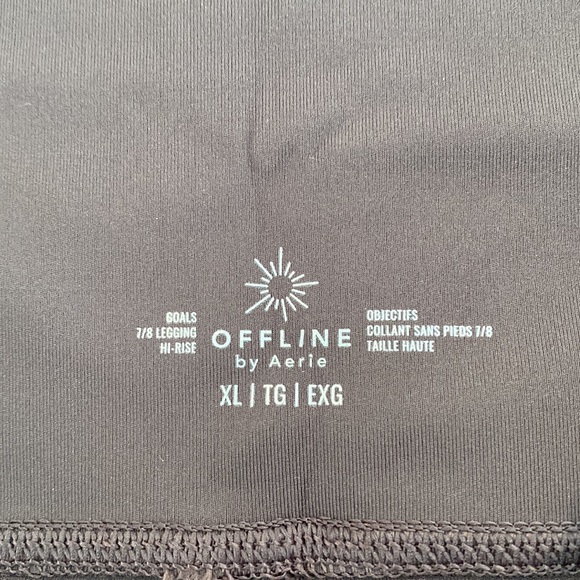 GOALS
7/8 LEGGING
HI-RISE
OFFLINE
by Aerie
XL | TG | EXG
OBJECTIFS
COLLANT SANS PIEDS 7/8
TAILLE HAUTE